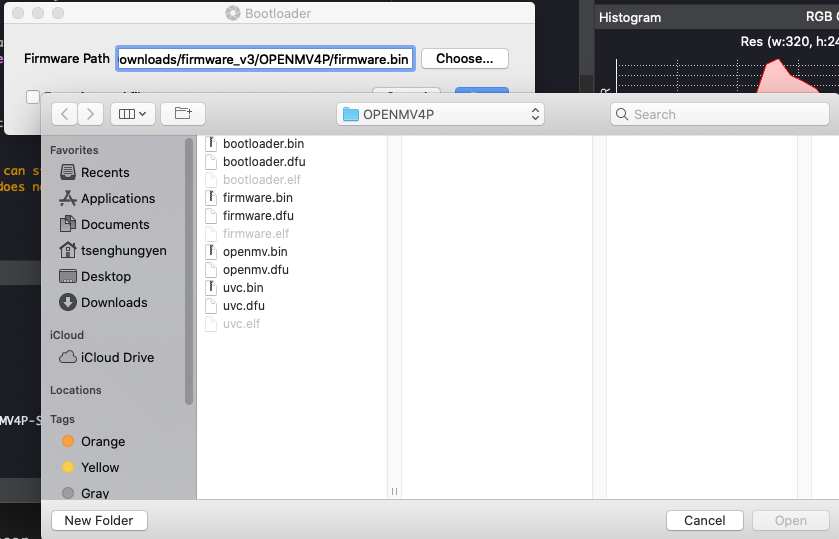 Bootloader
Histogram
RGB
Firmware Path
ownloads/firmware_v3/OPENMV4P/firmware.bin
Choose...
Res (w:320, h:24
OPENMV4P
Search
Favorites
Recents
Applications
Documents
tsenghungyen
Desktop
Downloads
iCloud
iCloud Drive
Locations
Tags
Orange
Yellow
Gray
bootloader.bin
bootloader.dfu
bootloader.elf
firmware.bin
firmware.dfu
firmware.elf
openmv.bin
openmv.dfu
uvc.bin
uvc.dfu
uvc.elf
can s
does n
MV4P-S
New Folder
Cancel
Open